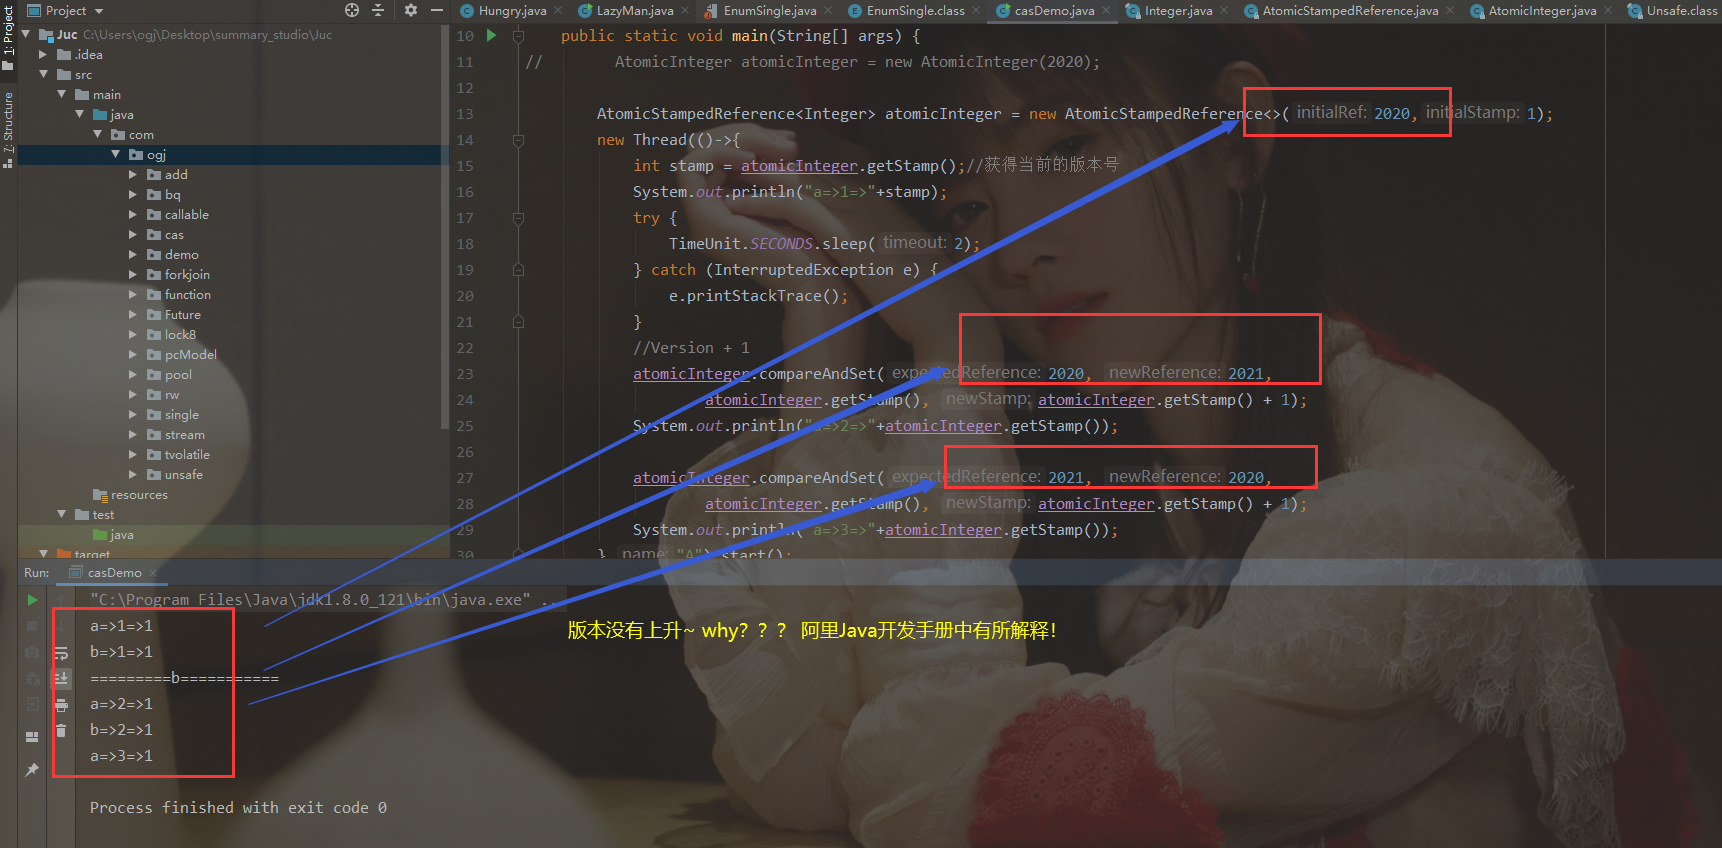 Project
Hungry.java
LazyMan.java
EnumSingle.java
EnumSingle.class
casDemo.java
Integer.java
AtomicStampedReference.java
AtomicInteger.java
Unsafe.class
1: Project
7: Structure
Juc C:\Users\ogj\Desktop\summary_studio\Juc
.idea
src
main
java
com
ogj
add
bq
callable
cas
demo
forkjoin
function
Future
lock8
pcModel
pool
rw
single
stream
tvolatile
unsafe
resources
test
java
target
10 public static void main(String[] args) {
11 // AtomicInteger atomicInteger = new AtomicInteger(2020);
12
13 AtomicStampedReference<Integer> atomicInteger = new AtomicStampedReference<>( initialRef: 2020, initialStamp: 1);
14 new Thread(()->{
15 int stamp = atomicInteger.getStamp();//获得当前的版本号
16 System.out.println("a=>1=>"+stamp);
17 try {
18 TimeUnit.SECONDS.sleep( timeout: 2);
19 } catch (InterruptedException e) {
20 e.printStackTrace();
21 }
22 //Version + 1
23 atomicInteger.compareAndSet( expectedReference: 2020, newReference: 2021,
24 atomicInteger.getStamp(), newStamp: atomicInteger.getStamp() + 1);
25 System.out.println("a=>2=>"+atomicInteger.getStamp());
26
27 atomicInteger.compareAndSet( expectedReference: 2021, newReference: 2020,
28 atomicInteger.getStamp(), newStamp: atomicInteger.getStamp() + 1);
29 System.out.println("a=>3=>"+atomicInteger.getStamp());
30 }, name: "A").start();
Run: casDemo
"C:\Program Files\Java\jdk1.8.0_121\bin\java.exe" ...
a=>1=>1
b=>1=>1
=========b===========
a=>2=>1
b=>2=>1
a=>3=>1
Process finished with exit code 0
版本没有上升~ why？？？ 阿里Java开发手册中有所解释!